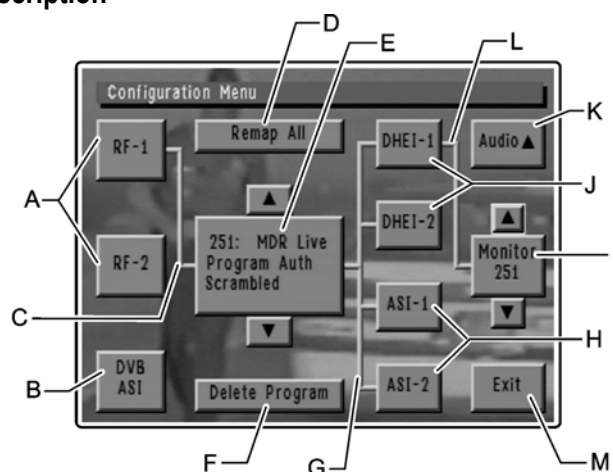 scription
D
E
L
Configuration Menu
K
RF-1
Remap All
DHEI-1
Audio▲
A
J
▲
DHEI-2
▲
251: MDR Live
Program Auth
Scrambled
RF-2
Monitor
251
C
ASI-1
▼
▼
H
DVB
ASI
B
Delete Program
ASI-2
Exit
F
G
M